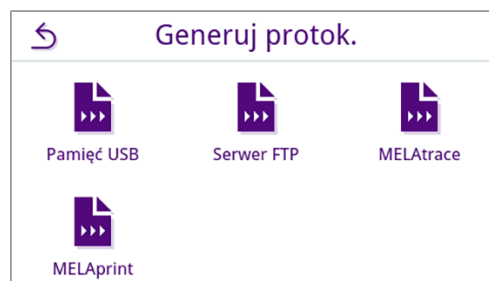 Generuj protok.
Pamięć USB
Serwer FTP
MELAtrace
MELAprint